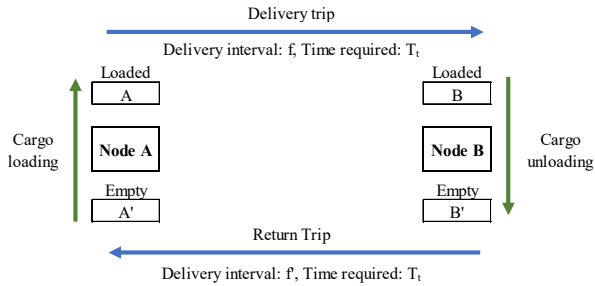 Delivery trip
Delivery interval: f, Time required: Tₜ
Loaded
A
Loaded
B
Cargo
loading
Node A
Node B
Cargo
unloading
Empty
A'
Empty
B'
Return Trip
Delivery interval: f', Time required: Tₜ